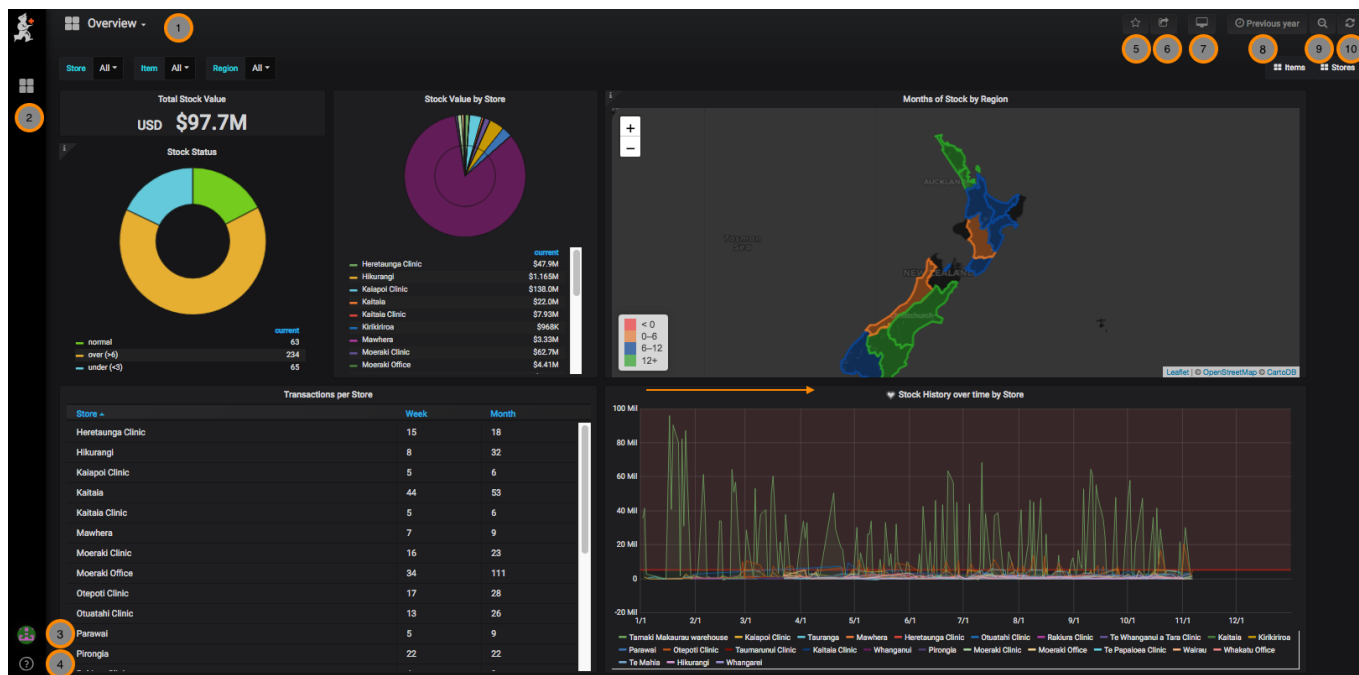 Overview
1
Previous year
5
6
7
8
9
10
Store All Item All Region All
Items Stores
2
Total Stock Value
USD $97.7M
Stock Status
current
normal 63
over (>6) 234
under (<3) 65
Stock Value by Store
current
Heretaunga Clinic $47.9M
Hikurangi $1.165M
Kaiapoi Clinic $138.0M
Kaitaia $22.0M
Kaitaia Clinic $7.93M
Kirikiriroa $968K
Mawhera $3.33M
Moeraki Clinic $62.7M
Moeraki Office $4.41M
Months of Stock by Region
+
−
AUCKLAND
Tasman
Sea
NEW ZEALAND
< 0
0–6
6–12
12+
Leaflet | © OpenStreetMap © CartoDB
Transactions per Store
Store Week Month
Heretaunga Clinic 15 18
Hikurangi 8 32
Kaiapoi Clinic 5 6
Kaitaia 44 53
Kaitaia Clinic 5 6
Mawhera 7 9
Moeraki Clinic 16 23
Moeraki Office 34 111
Otepoti Clinic 17 28
Otuatahi Clinic 13 26
Parawai 5 9
Pirongia 22 22
3
4
?
Stock History over time by Store
100 Mil
80 Mil
60 Mil
40 Mil
20 Mil
0
-20 Mil
1/1 2/1 3/1 4/1 5/1 6/1 7/1 8/1 9/1 10/1 11/1 12/1
Tamaki Makaurau warehouse Kaiapoi Clinic Tauranga Mawhera Heretaunga Clinic Otuatahi Clinic Rakiura Clinic Te Whanganui a Tara Clinic Kaitaia Kirikiriroa
Parawai Otepoti Clinic Taumarunui Clinic Kaitaia Clinic Whanganui Pirongia Moeraki Clinic Moeraki Office Te Papaioea Clinic Wairau Whakatu Office
Te Mahia Hikurangi Whangarei